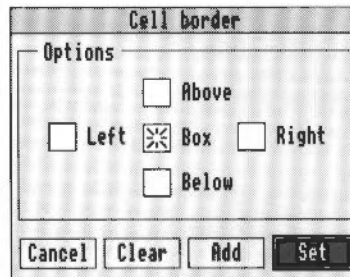 Cell border
Options
Above
Left Box Right
Below
Cancel Clear Add Set